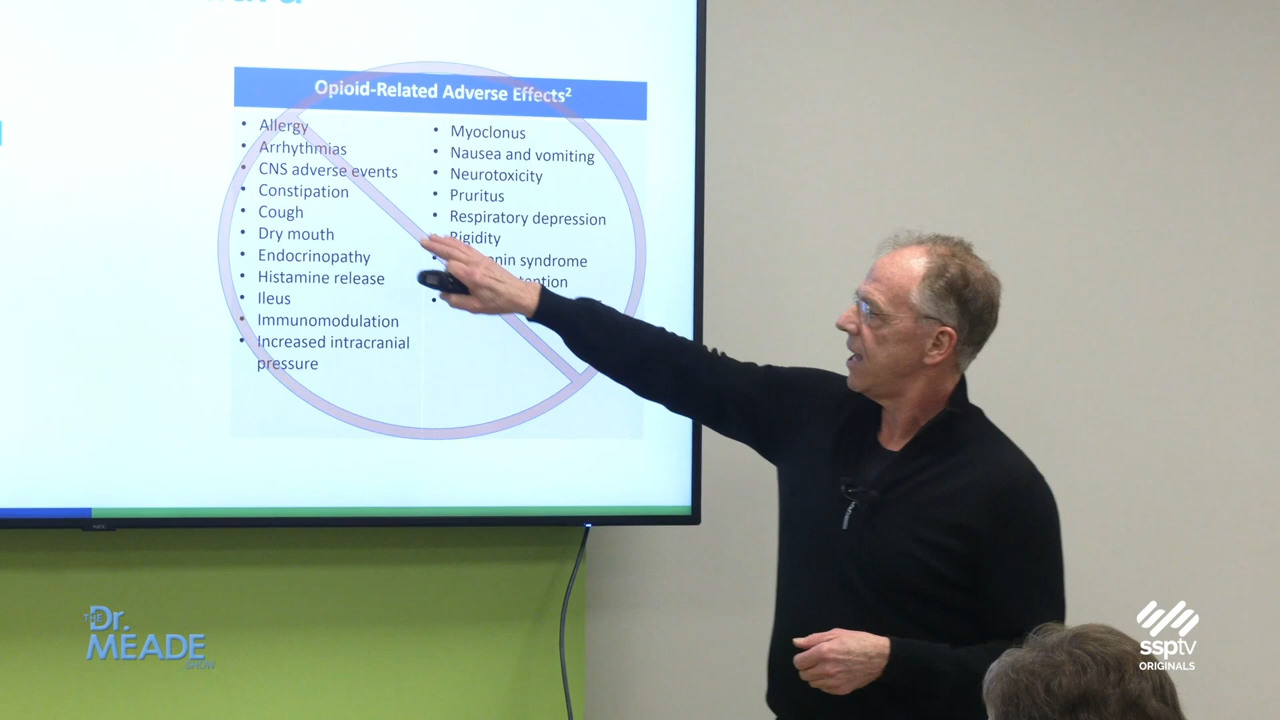 Opioid-Related Adverse Effects²
• Allergy
• Arrhythmias
• CNS adverse events
• Constipation
• Cough
• Dry mouth
• Endocrinopathy
• Histamine release
• Ileus
• Immunomodulation
• Increased intracranial
pressure
• Myoclonus
• Nausea and vomiting
• Neurotoxicity
• Pruritus
• Respiratory depression
• Rigidity
• syndrome
•
THE
Dr.
MEADE
SHOW
ssptv
ORIGINALS